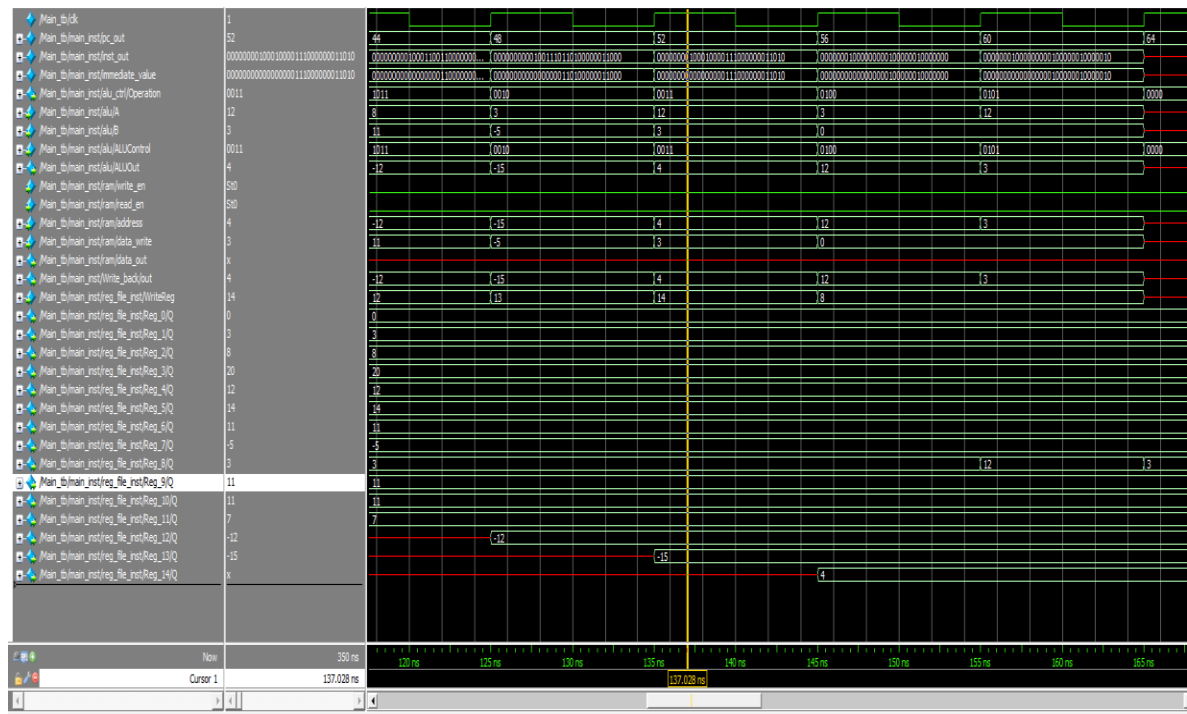 /Main_tb/clk 1
/Main_tb/main_inst/pc_out 52 44 48 52 56 60 64
/Main_tb/main_inst/inst_out 00000000100010000111000000011010
/Main_tb/main_inst/immediate_value 00000000000000000111000000011010
/Main_tb/main_inst/alu_ctrl/Operation 0011 1011 0010 0011 0100 0101 0000
/Main_tb/main_inst/alu/A 12 8 3 12 3 12
/Main_tb/main_inst/alu/B 3 11 -5 3 0
/Main_tb/main_inst/alu/ALUControl 0011 1011 0010 0011 0100 0101 0000
/Main_tb/main_inst/alu/ALUOut 4 -12 -15 4 12 3
/Main_tb/main_inst/ram/write_en St0
/Main_tb/main_inst/ram/read_en St0
/Main_tb/main_inst/ram/address 4 -12 -15 4 12 3
/Main_tb/main_inst/ram/data_write 3 11 -5 3 0
/Main_tb/main_inst/ram/data_out x
/Main_tb/main_inst/Write_back/out 4 -12 -15 4 12 3
/Main_tb/main_inst/reg_file_inst/WriteReg 14 12 13 14 8
/Main_tb/main_inst/reg_file_inst/Reg_0/Q 0 0
/Main_tb/main_inst/reg_file_inst/Reg_1/Q 3 3
/Main_tb/main_inst/reg_file_inst/Reg_2/Q 8 8
/Main_tb/main_inst/reg_file_inst/Reg_3/Q 20 20
/Main_tb/main_inst/reg_file_inst/Reg_4/Q 12 12
/Main_tb/main_inst/reg_file_inst/Reg_5/Q 14 14
/Main_tb/main_inst/reg_file_inst/Reg_6/Q 11 11
/Main_tb/main_inst/reg_file_inst/Reg_7/Q -5 -5
/Main_tb/main_inst/reg_file_inst/Reg_8/Q 3 3 12 3
/Main_tb/main_inst/reg_file_inst/Reg_9/Q 11 11
/Main_tb/main_inst/reg_file_inst/Reg_10/Q 11 11
/Main_tb/main_inst/reg_file_inst/Reg_11/Q 7 7
/Main_tb/main_inst/reg_file_inst/Reg_12/Q -12 -12
/Main_tb/main_inst/reg_file_inst/Reg_13/Q -15 -15
/Main_tb/main_inst/reg_file_inst/Reg_14/Q x 4
Now 350 ns 120 ns 125 ns 130 ns 135 ns 140 ns 145 ns 150 ns 155 ns 160 ns 165 ns
Cursor 1 137.028 ns 137.028 ns